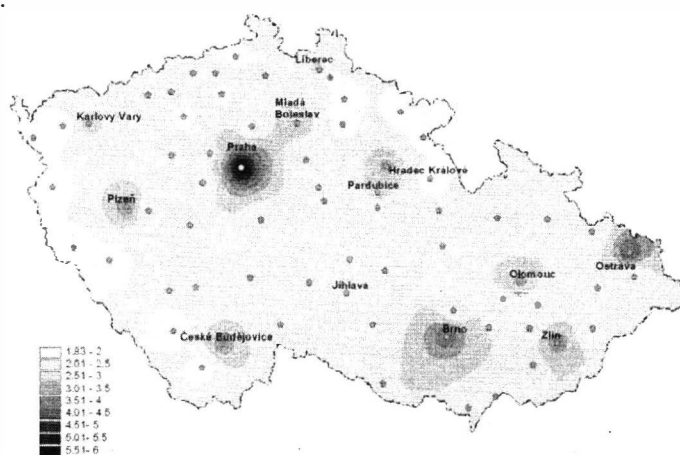 Liberec
Mladá
Boleslav
Karlovy Vary
Praha
Hradec Králové
Pardubice
Plzeň
Ostrava
Olomouc
Jihlava
Brno
Zlín
České Budějovice
1.83 - 2
2.01 - 2.5
2.51 - 3
3.01 - 3.5
3.51 - 4
4.01 - 4.5
4.51 - 5
5.01 - 5.5
5.51 - 6